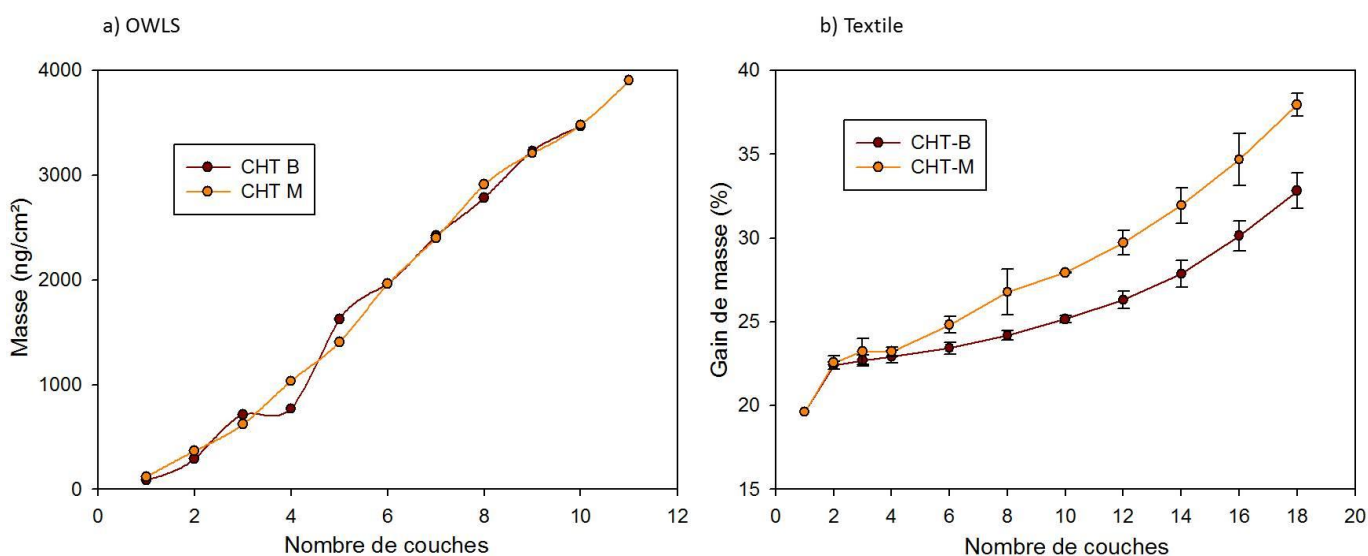 a) OWLS
b) Textile
4000
3000
2000
1000
0
Masse (ng/cm²)
CHT B
CHT M
0 2 4 6 8 10 12
Nombre de couches
40
35
30
25
20
15
Gain de masse (%)
CHT-B
CHT-M
0 2 4 6 8 10 12 14 16 18 20
Nombre de couches